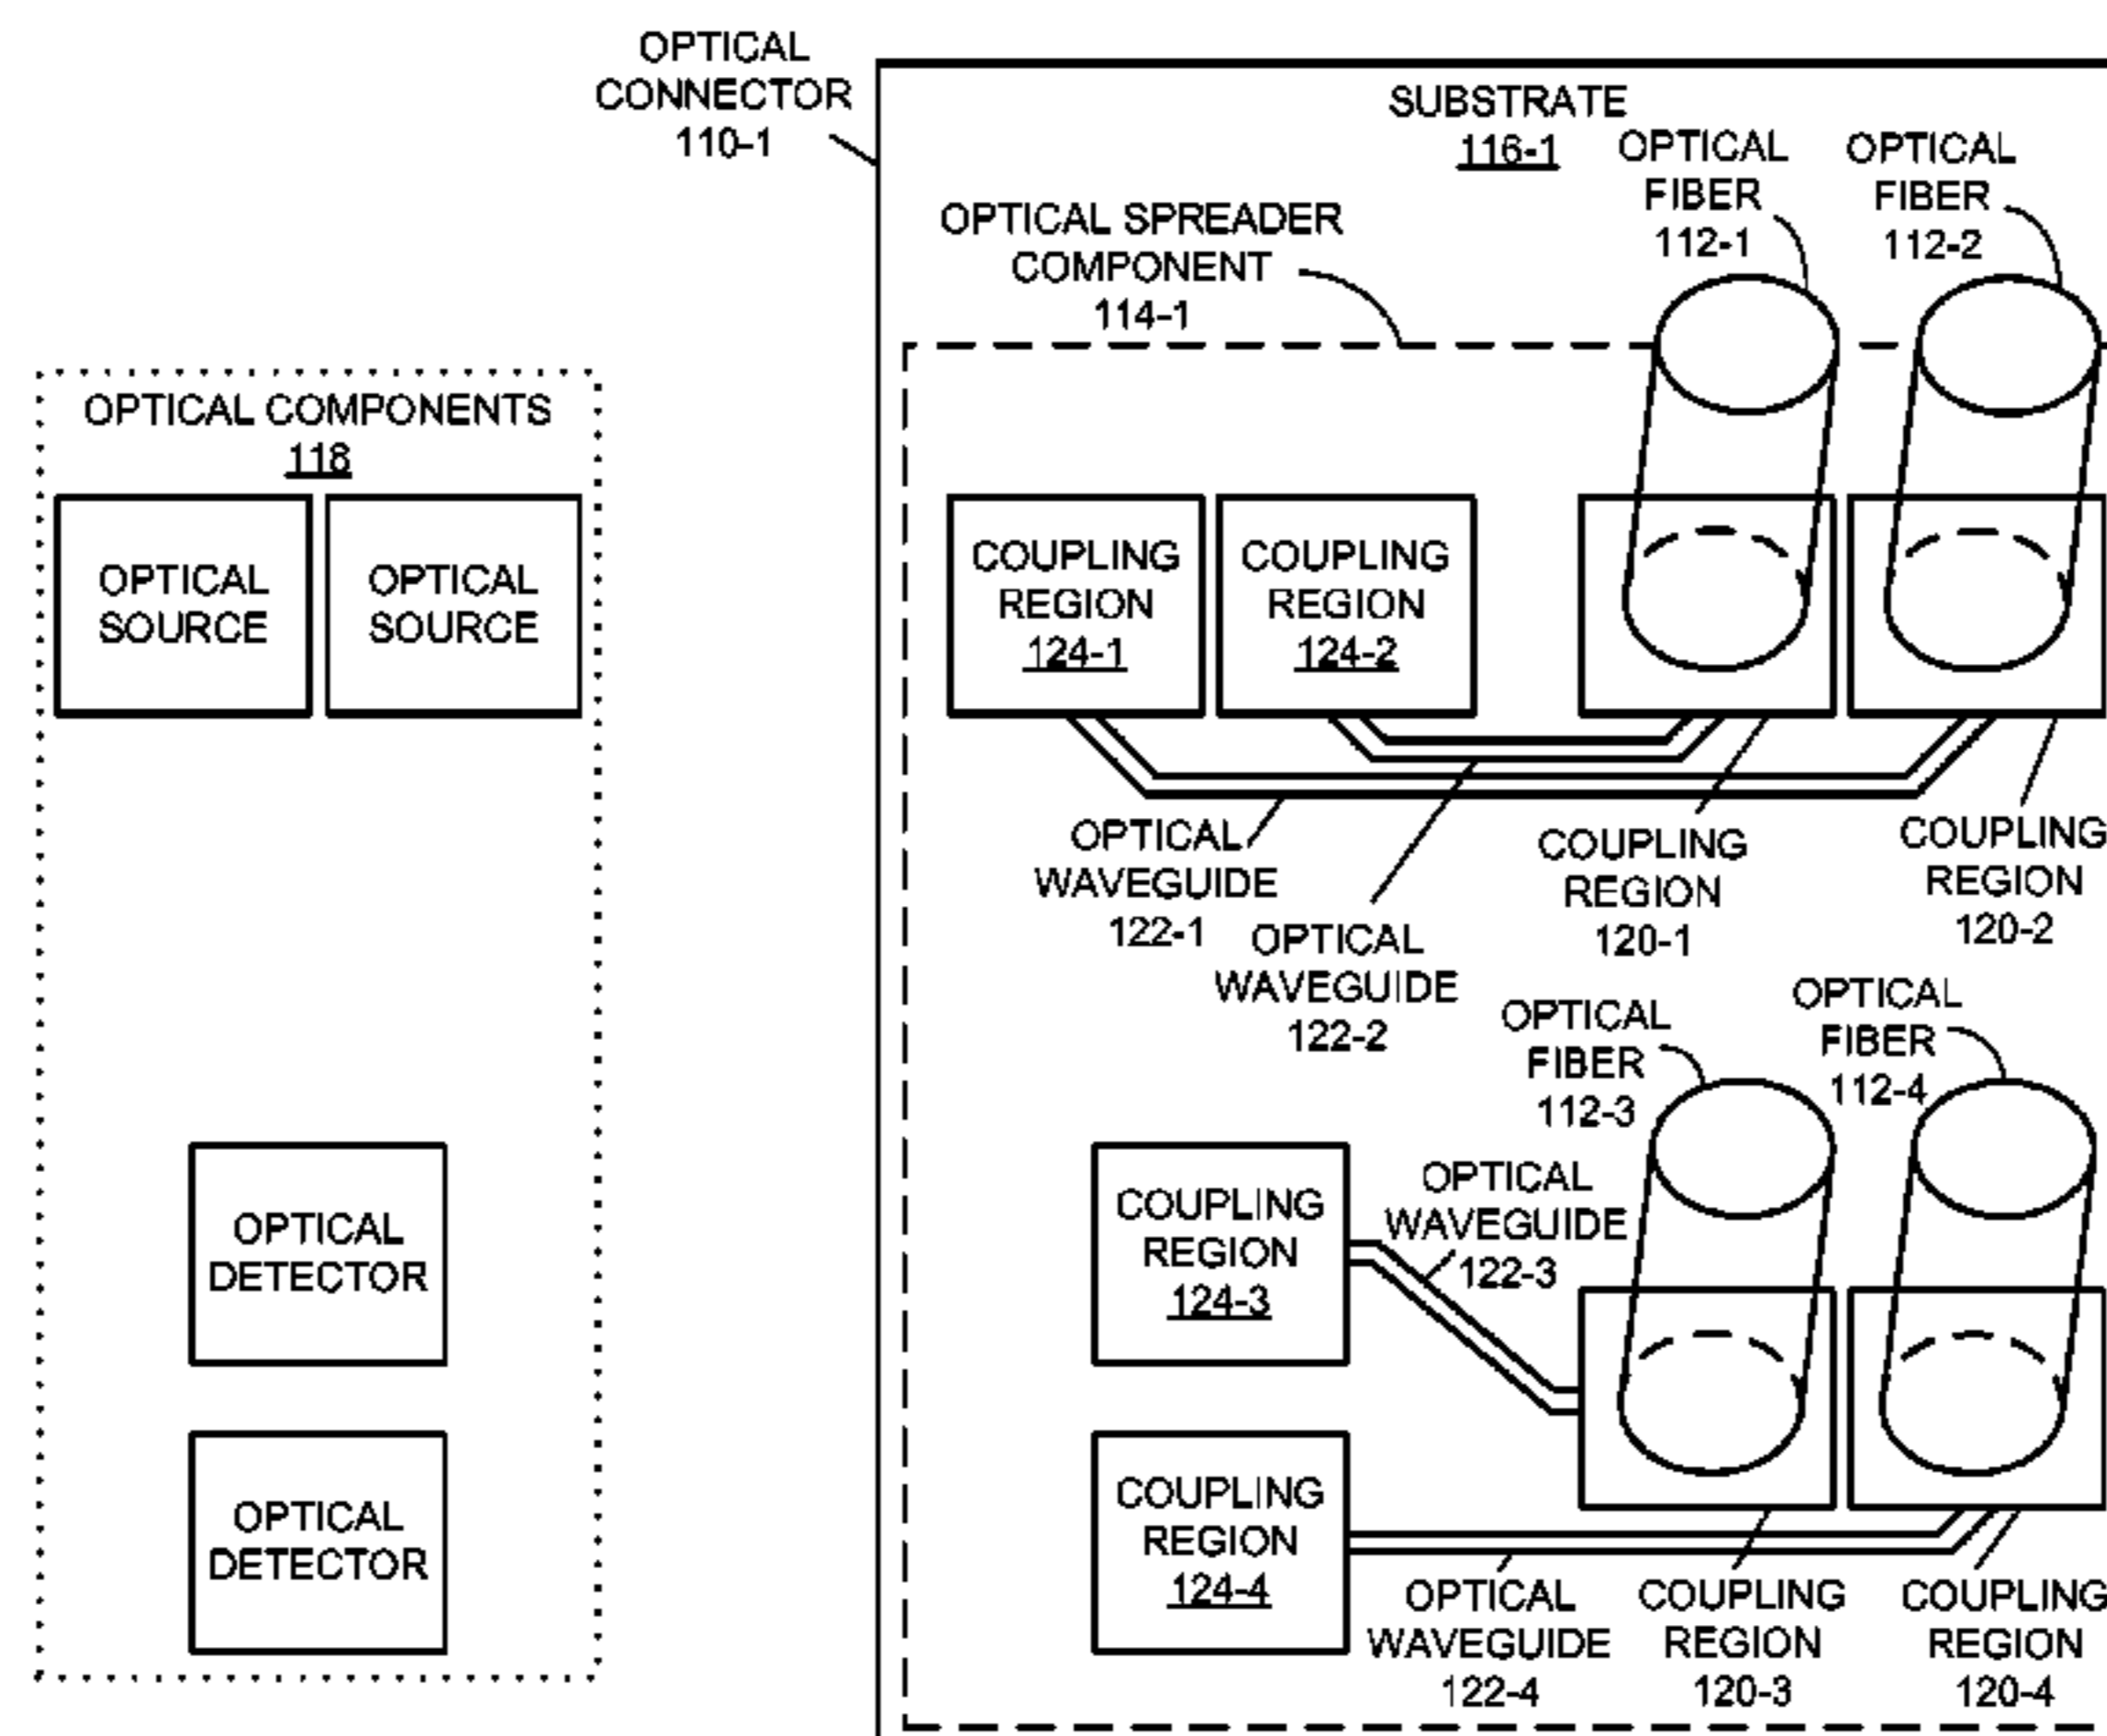 OPTICAL
CONNECTOR
110-1
SUBSTRATE
116-1
OPTICAL
FIBER
112-1
OPTICAL
FIBER
112-2
OPTICAL SPREADER
COMPONENT
114-1
OPTICAL COMPONENTS
118
OPTICAL
SOURCE
OPTICAL
SOURCE
COUPLING
REGION
124-1
COUPLING
REGION
124-2
OPTICAL
WAVEGUIDE
122-1
OPTICAL
WAVEGUIDE
122-2
COUPLING
REGION
120-1
COUPLING
REGION
120-2
OPTICAL
FIBER
112-3
OPTICAL
FIBER
112-4
OPTICAL
DETECTOR
COUPLING
REGION
124-3
OPTICAL
WAVEGUIDE
122-3
OPTICAL
DETECTOR
COUPLING
REGION
124-4
OPTICAL
WAVEGUIDE
122-4
COUPLING
REGION
120-3
COUPLING
REGION
120-4